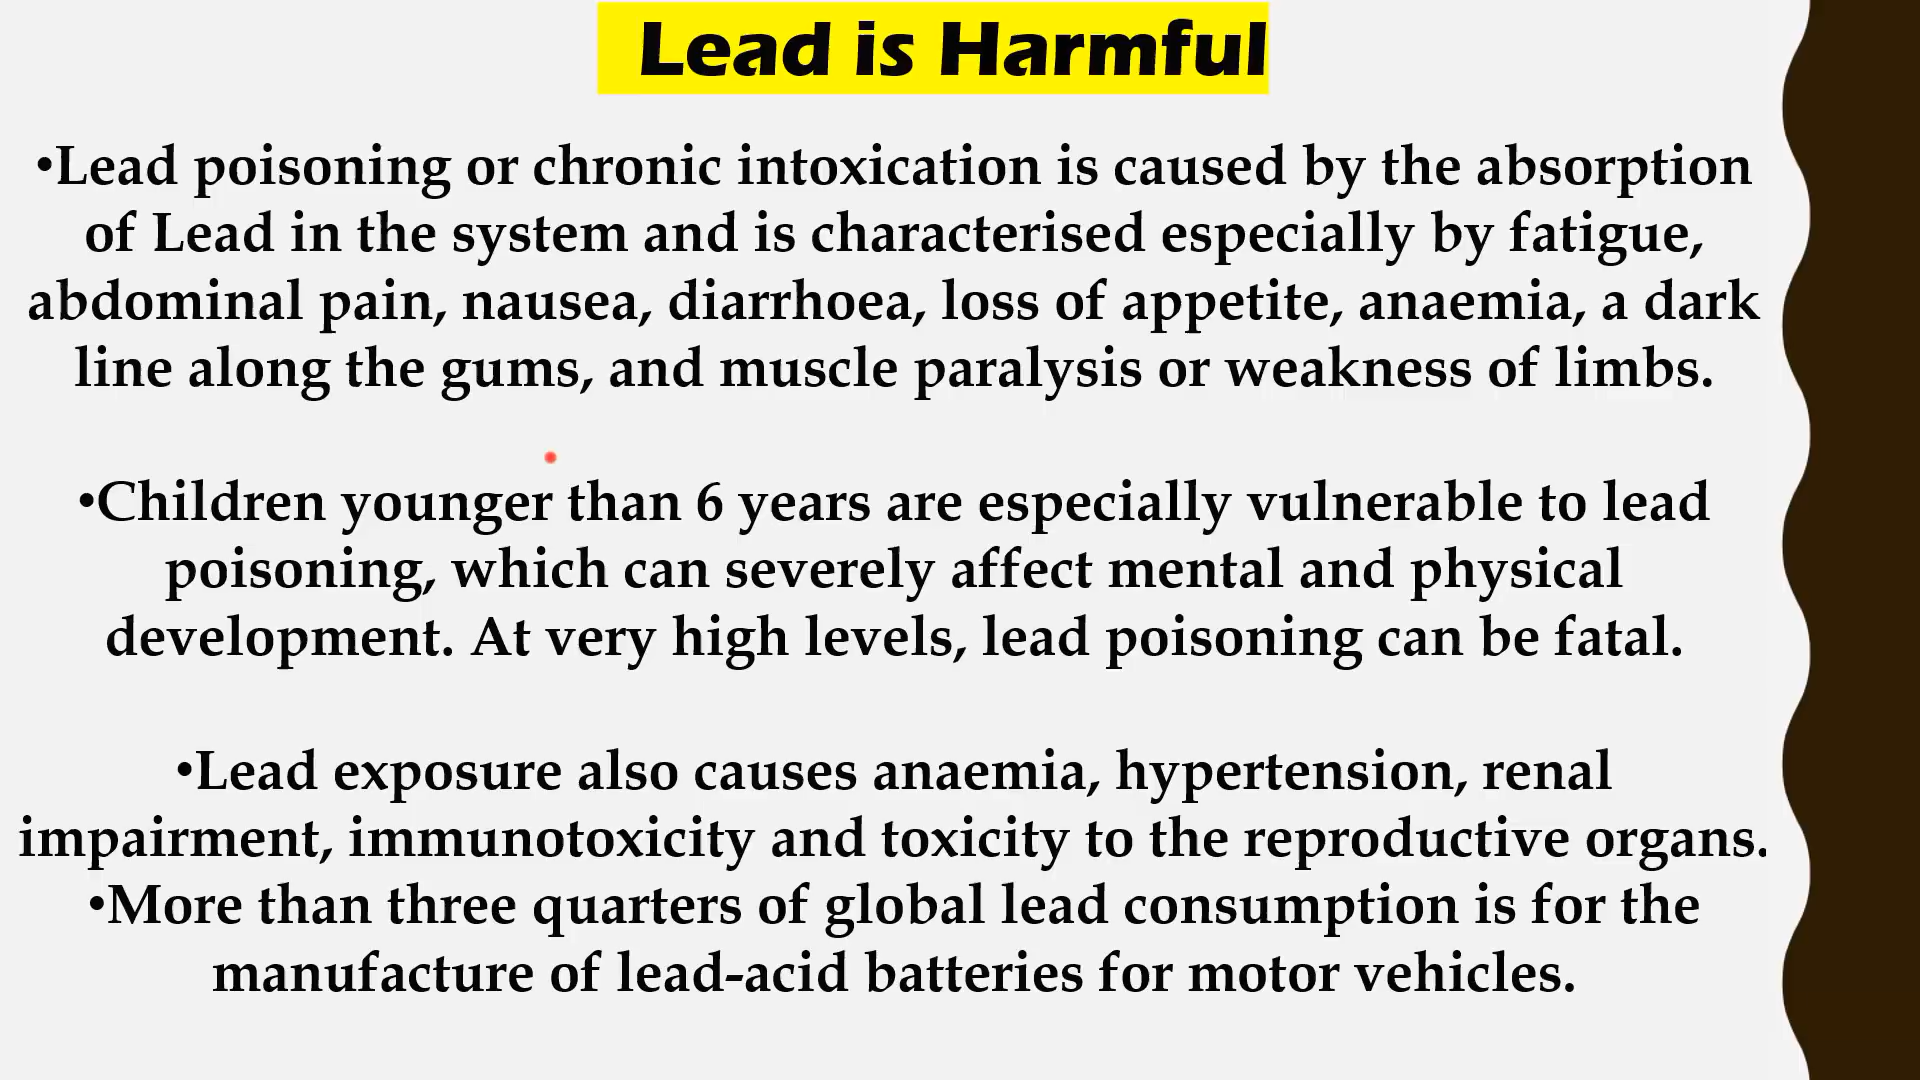 Lead is Harmful
•Lead poisoning or chronic intoxication is caused by the absorption
of Lead in the system and is characterised especially by fatigue,
abdominal pain, nausea, diarrhoea, loss of appetite, anaemia, a dark
line along the gums, and muscle paralysis or weakness of limbs.
•Children younger than 6 years are especially vulnerable to lead
poisoning, which can severely affect mental and physical
development. At very high levels, lead poisoning can be fatal.
•Lead exposure also causes anaemia, hypertension, renal
impairment, immunotoxicity and toxicity to the reproductive organs.
•More than three quarters of global lead consumption is for the
manufacture of lead-acid batteries for motor vehicles.